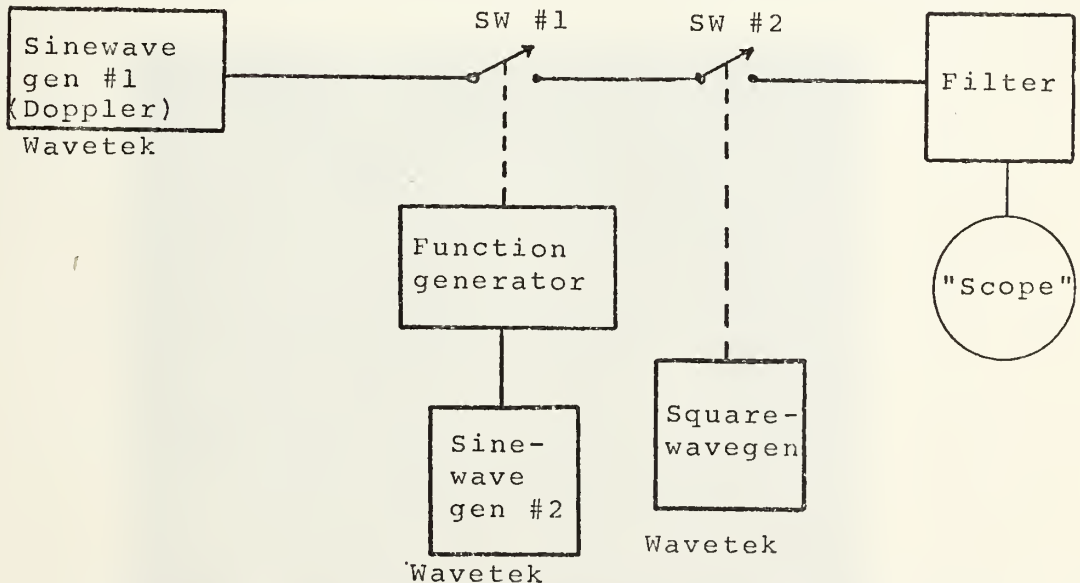 Sinewave
gen #1
(Doppler)
Wavetek
SW #1
SW #2
Filter
"Scope"
Function
generator
Sine-
wave
gen #2
Wavetek
Square-
wavegen
Wavetek